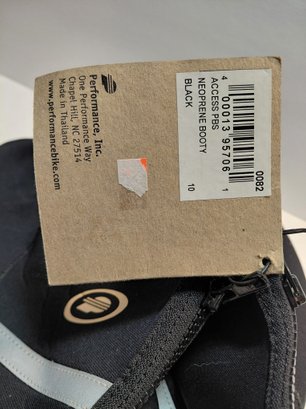 Performance, Inc.
One Performance Way
Chapel Hill, NC 27514
Made in Thailand
www.performancebike.com
0082
4 00013 95706 1
ACCESS PBS
NEOPRENE BOOTY
BLACK
10